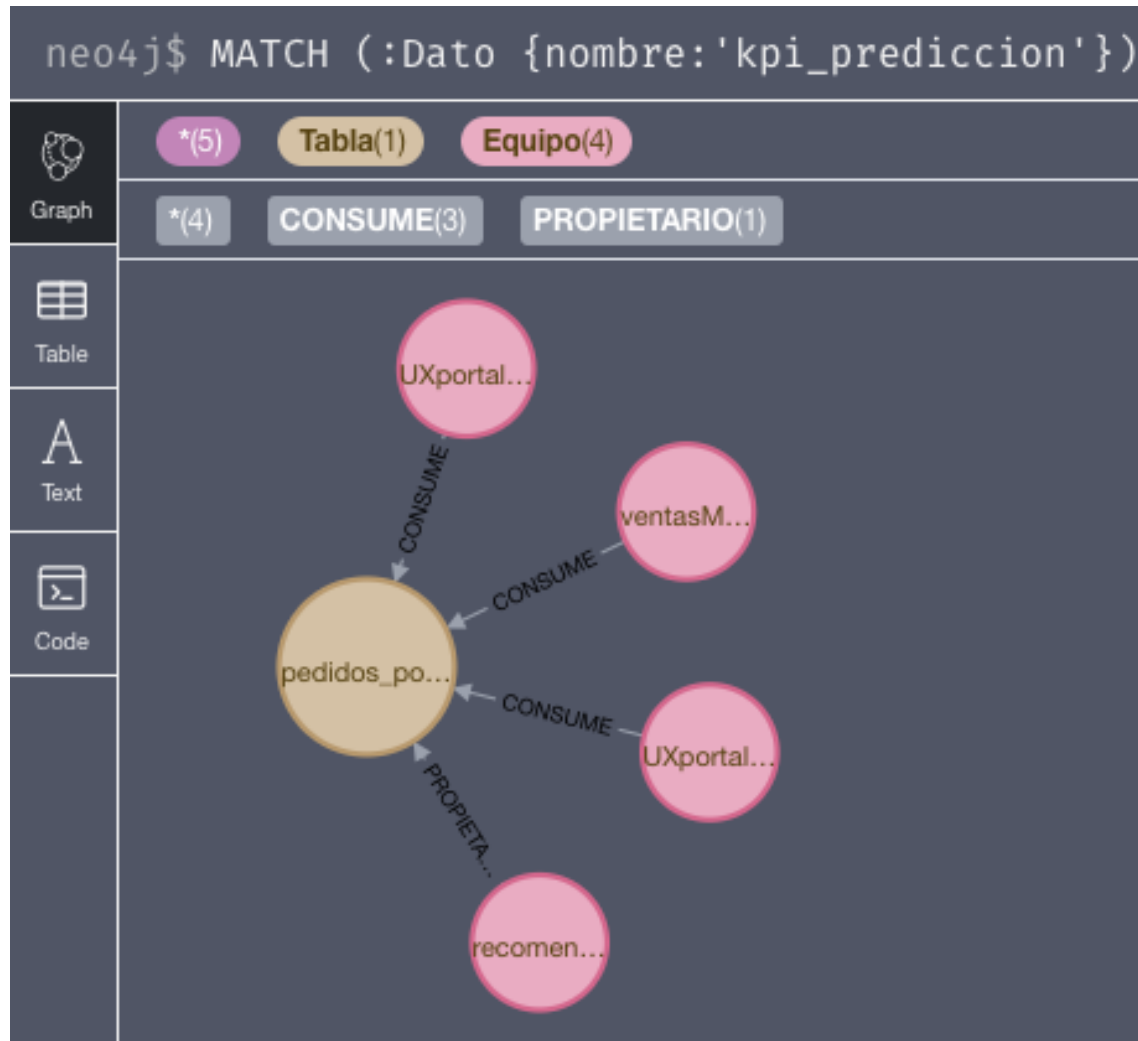 neo4j$ MATCH (:Dato {nombre:'kpi_prediccion'})
*(5) Tabla(1) Equipo(4)
Graph
*(4) CONSUME(3) PROPIETARIO(1)
Table
UXportal...
CONSUME
A
Text
ventasM...
CONSUME
Code
pedidos_po...
CONSUME
UXportal...
PROPIETA...
recomen...